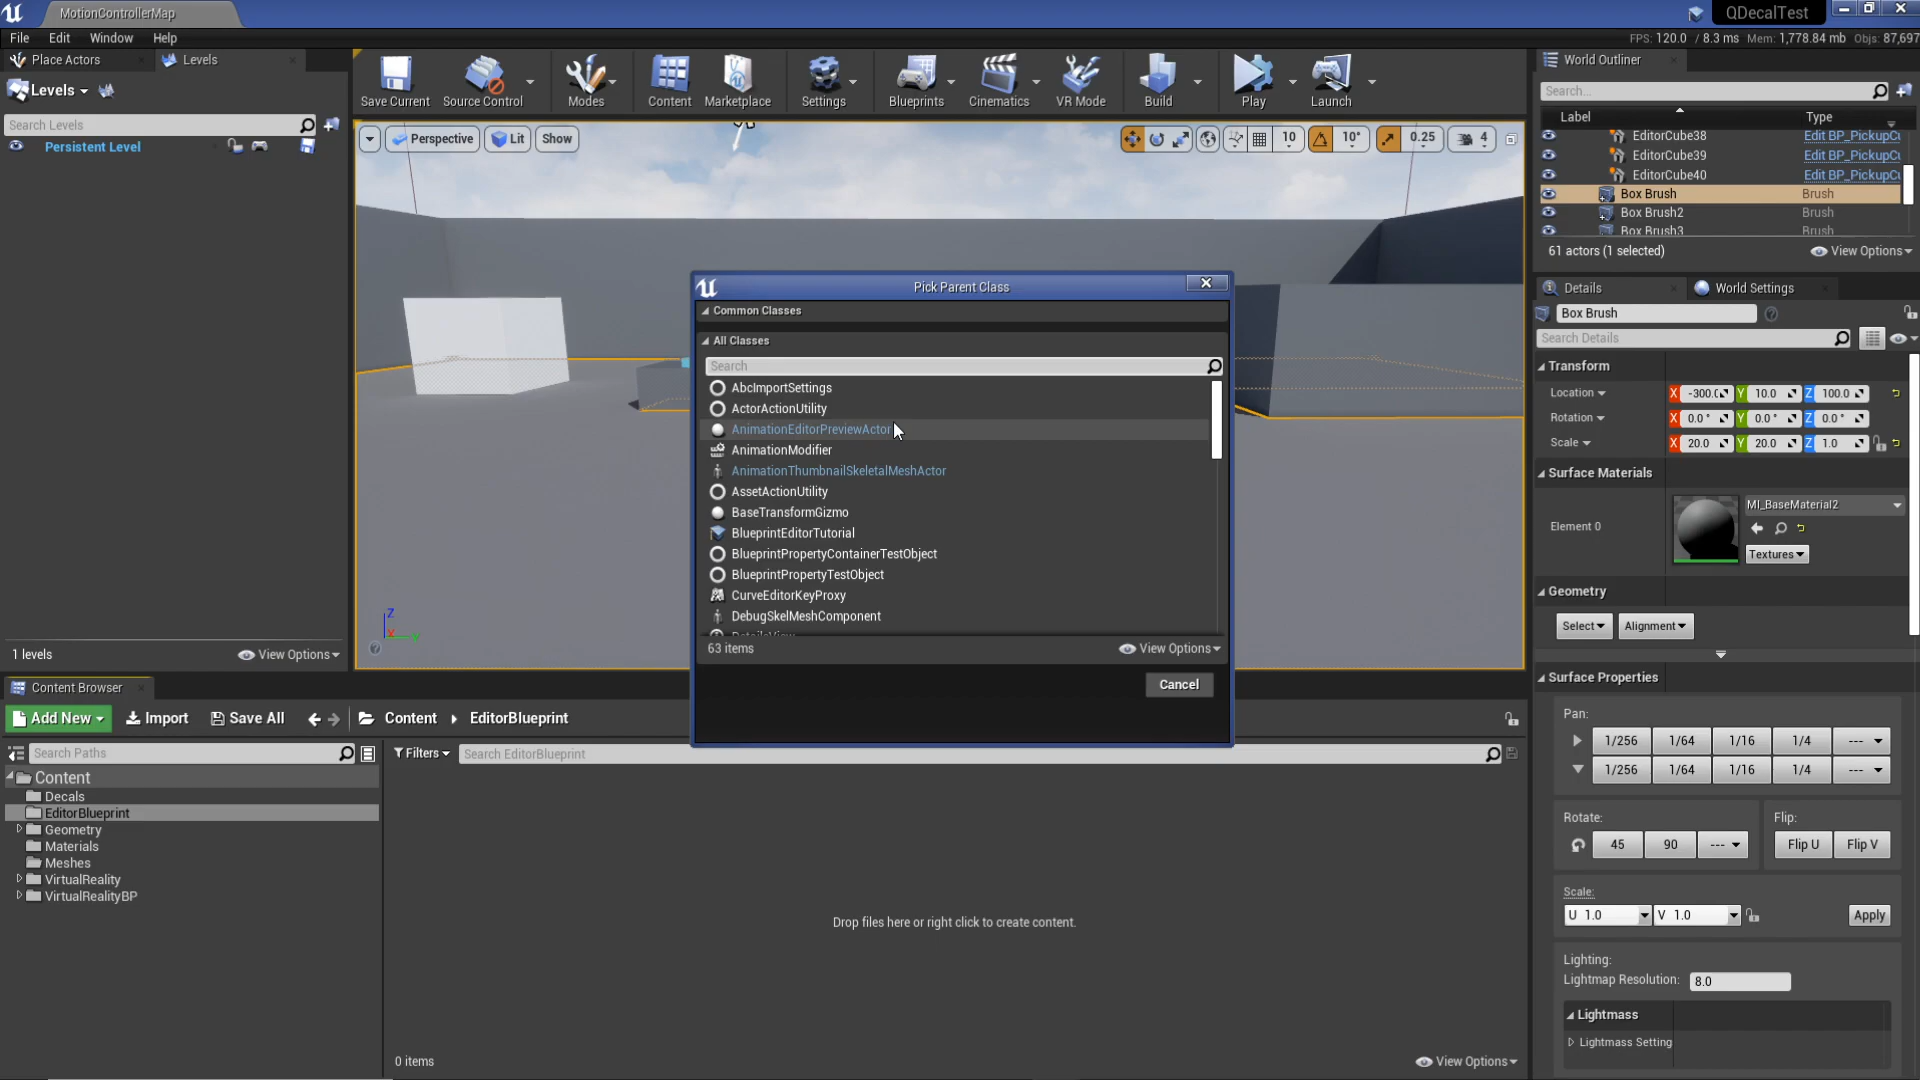 MotionControllerMap
QDecalTest
File Edit Window Help
FPS: 120.0 / 8.3 ms Mem: 1,778.84 mb Objs: 87,697
Place Actors
Levels
Levels
Search Levels
Persistent Level
1 levels
View Options
Save Current
Source Control
Modes
Content
Marketplace
Settings
Blueprints
Cinematics
VR Mode
Build
Play
Launch
Perspective
Lit
Show
10
10°
0.25
4
World Outliner
Search...
Label Type
EditorCube38 Edit BP_PickupCu
EditorCube39 Edit BP_PickupCu
EditorCube40 Edit BP_PickupCu
Box Brush Brush
Box Brush2 Brush
Box Brush3 Brush
61 actors (1 selected)
View Options
Pick Parent Class
Common Classes
All Classes
Search
AbcImportSettings
ActorActionUtility
AnimationEditorPreviewActor
AnimationModifier
AnimationThumbnailSkeletalMeshActor
AssetActionUtility
BaseTransformGizmo
BlueprintEditorTutorial
BlueprintPropertyContainerTestObject
BlueprintPropertyTestObject
CurveEditorKeyProxy
DebugSkelMeshComponent
DetailsView
63 items
View Options
Cancel
Z
X
Y
Details
World Settings
Box Brush
Search Details
Transform
Location X -300.0 Y 10.0 Z 100.0
Rotation X 0.0° Y 0.0° Z 0.0°
Scale X 20.0 Y 20.0 Z 1.0
Surface Materials
Element 0
MI_BaseMaterial2
Textures
Geometry
Select
Alignment
Surface Properties
Pan:
1/256 1/64 1/16 1/4 ---
1/256 1/64 1/16 1/4 ---
Rotate:
Flip:
45 90 --- Flip U Flip V
Scale:
U 1.0 V 1.0 Apply
Lighting:
Lightmap Resolution: 8.0
Lightmass
Lightmass Setting
Content Browser
Add New
Import
Save All
Content
EditorBlueprint
Search Paths
Filters
Search EditorBlueprint
Content
Decals
EditorBlueprint
Geometry
Materials
Meshes
VirtualReality
VirtualRealityBP
Drop files here or right click to create content.
0 items
View Options